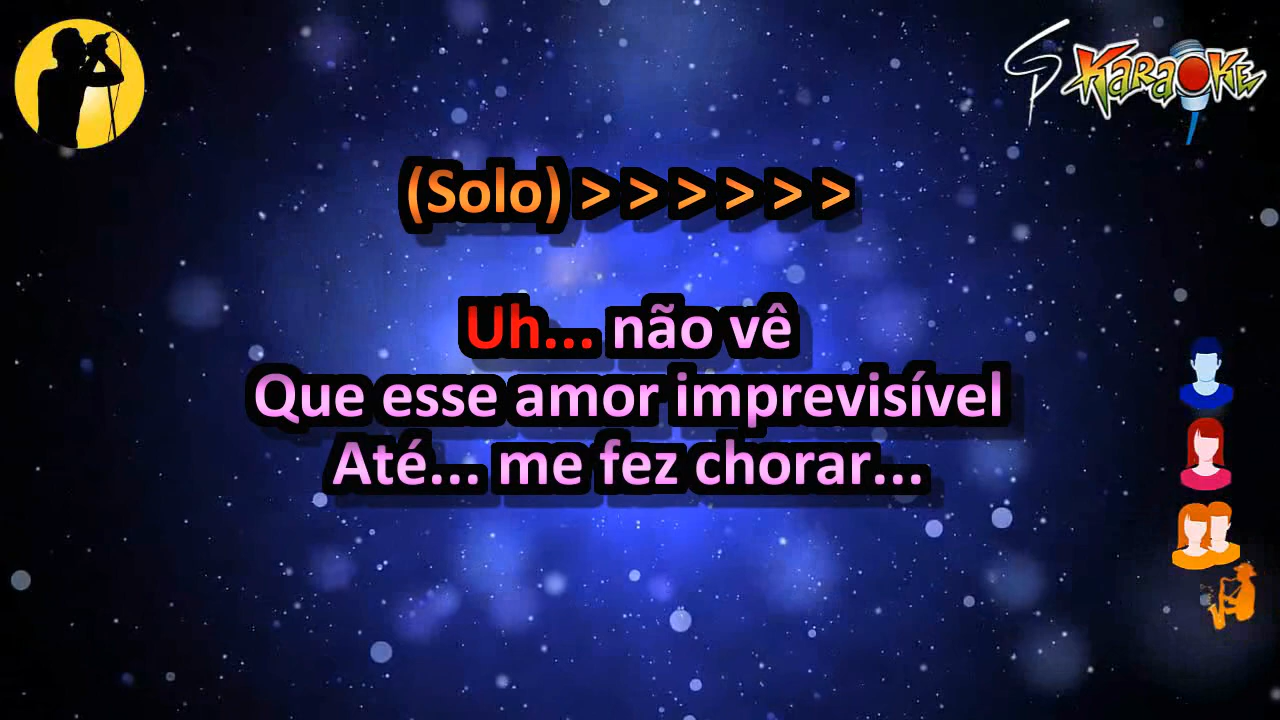 Karaoke
(Solo) > > > > > >
Uh... não vê
Que esse amor imprevisível
Até... me fez chorar...